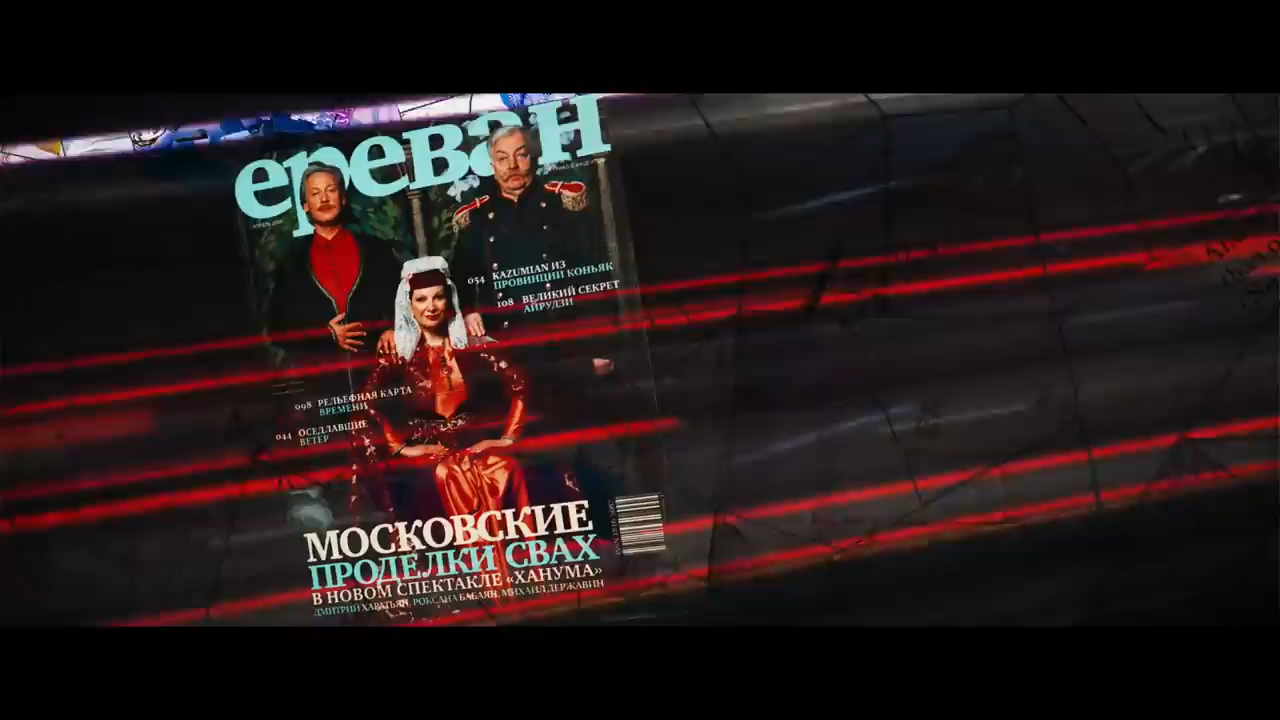 ереван
АПРЕЛЬ
054 KAZUMIAN ИЗ
ПРОВИНЦИИ КОНЬЯК
108 ВЕЛИКИЙ СЕКРЕТ
АЙРУДЗИ
098 РЕЛЬЕФНАЯ КАРТА
ВРЕМЕНИ
044 ОСЕДЛАВШИЕ
ВЕТЕР
МОСКОВСКИЕ
ПРОДЕЛКИ СВАХ
В НОВОМ СПЕКТАКЛЕ «ХАНУМА»
ДМИТРИЙ ХАРАТЬЯН, РОКСАНА БАБАЯН, МИХАИЛ ДЕРЖАВИН